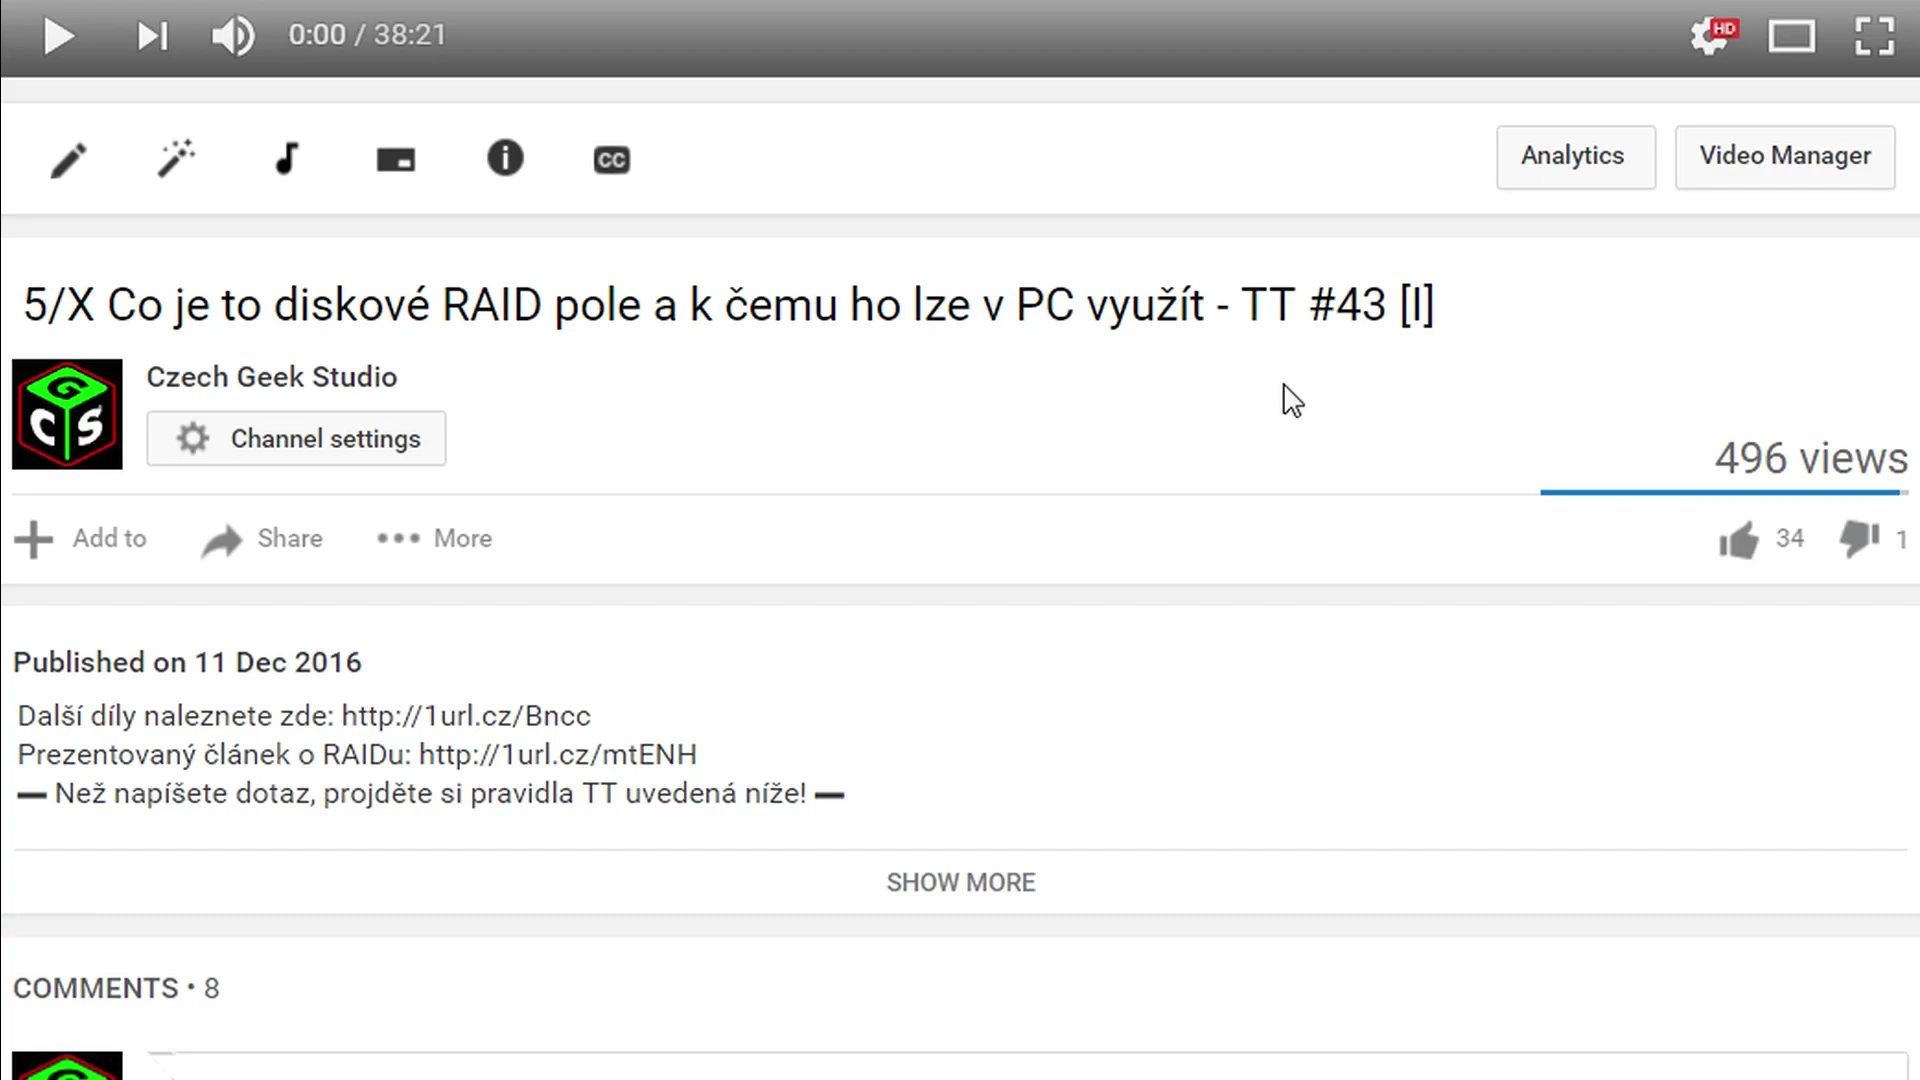 0:00 / 38:21
HD
CC
Analytics
Video Manager
5/X Co je to diskové RAID pole a k čemu ho lze v PC využít - TT #43 [I]
G
C S
Czech Geek Studio
Channel settings
496 views
Add to
Share
More
34
1
Published on 11 Dec 2016
Další díly naleznete zde: http://1url.cz/Bncc
Prezentovaný článek o RAIDu: http://1url.cz/mtENH
▬ Než napíšete dotaz, projděte si pravidla TT uvedená níže! ▬
SHOW MORE
COMMENTS • 8